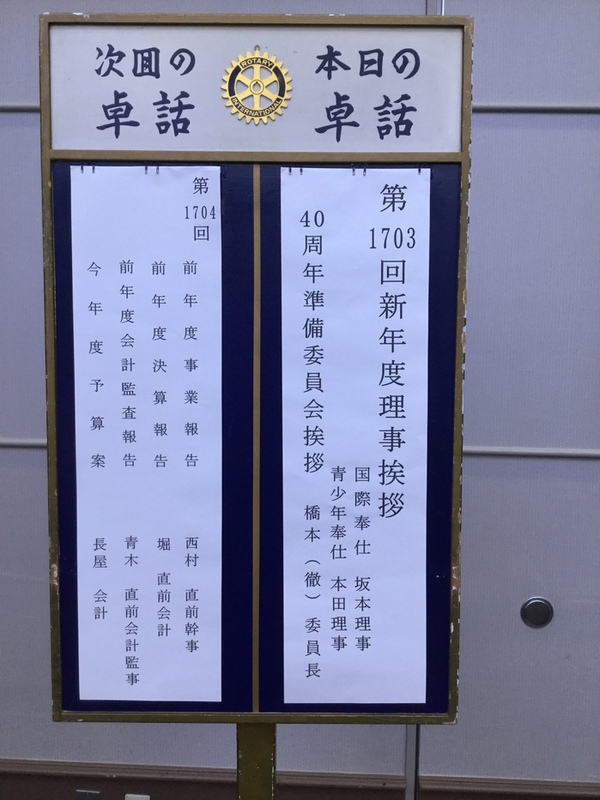 本日の
卓話
ROTARY
INTERNATIONAL
次回の
卓話
第1703回新年度理事挨拶
国際奉仕 坂本理事
青少年奉仕 本田理事
40周年準備委員会挨拶 橋本（徹）委員長
第1704回
前年度事業報告 西村 直前幹事
前年度決算報告 堀 直前会計
前年度会計監査報告 青木 直前会計監事
今年度予算案 長屋 会計